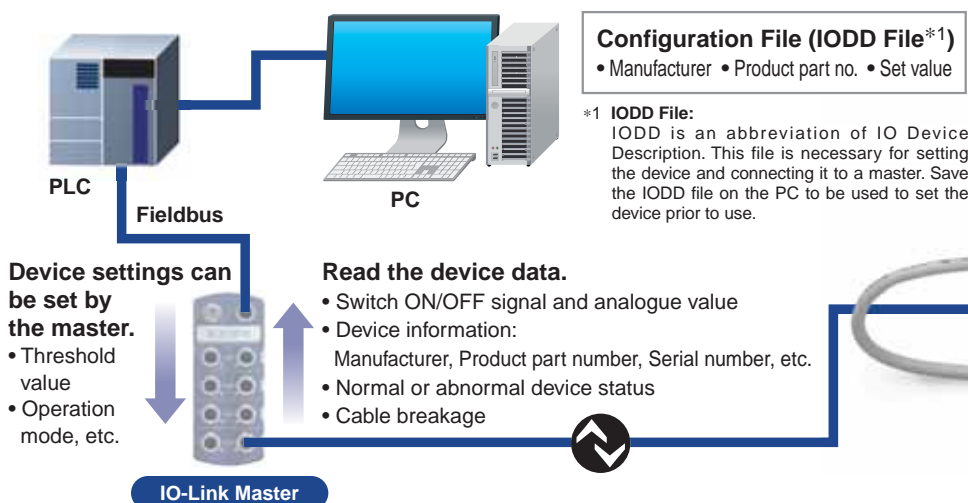 Configuration File (IODD File*1)
• Manufacturer • Product part no. • Set value
*1 IODD File:
IODD is an abbreviation of IO Device
Description. This file is necessary for setting
the device and connecting it to a master. Save
the IODD file on the PC to be used to set the
device prior to use.
PLC
PC
Fieldbus
Device settings can
be set by
the master.
• Threshold
value
• Operation
mode, etc.
Read the device data.
• Switch ON/OFF signal and analogue value
• Device information:
Manufacturer, Product part number, Serial number, etc.
• Normal or abnormal device status
• Cable breakage
IO-Link Master